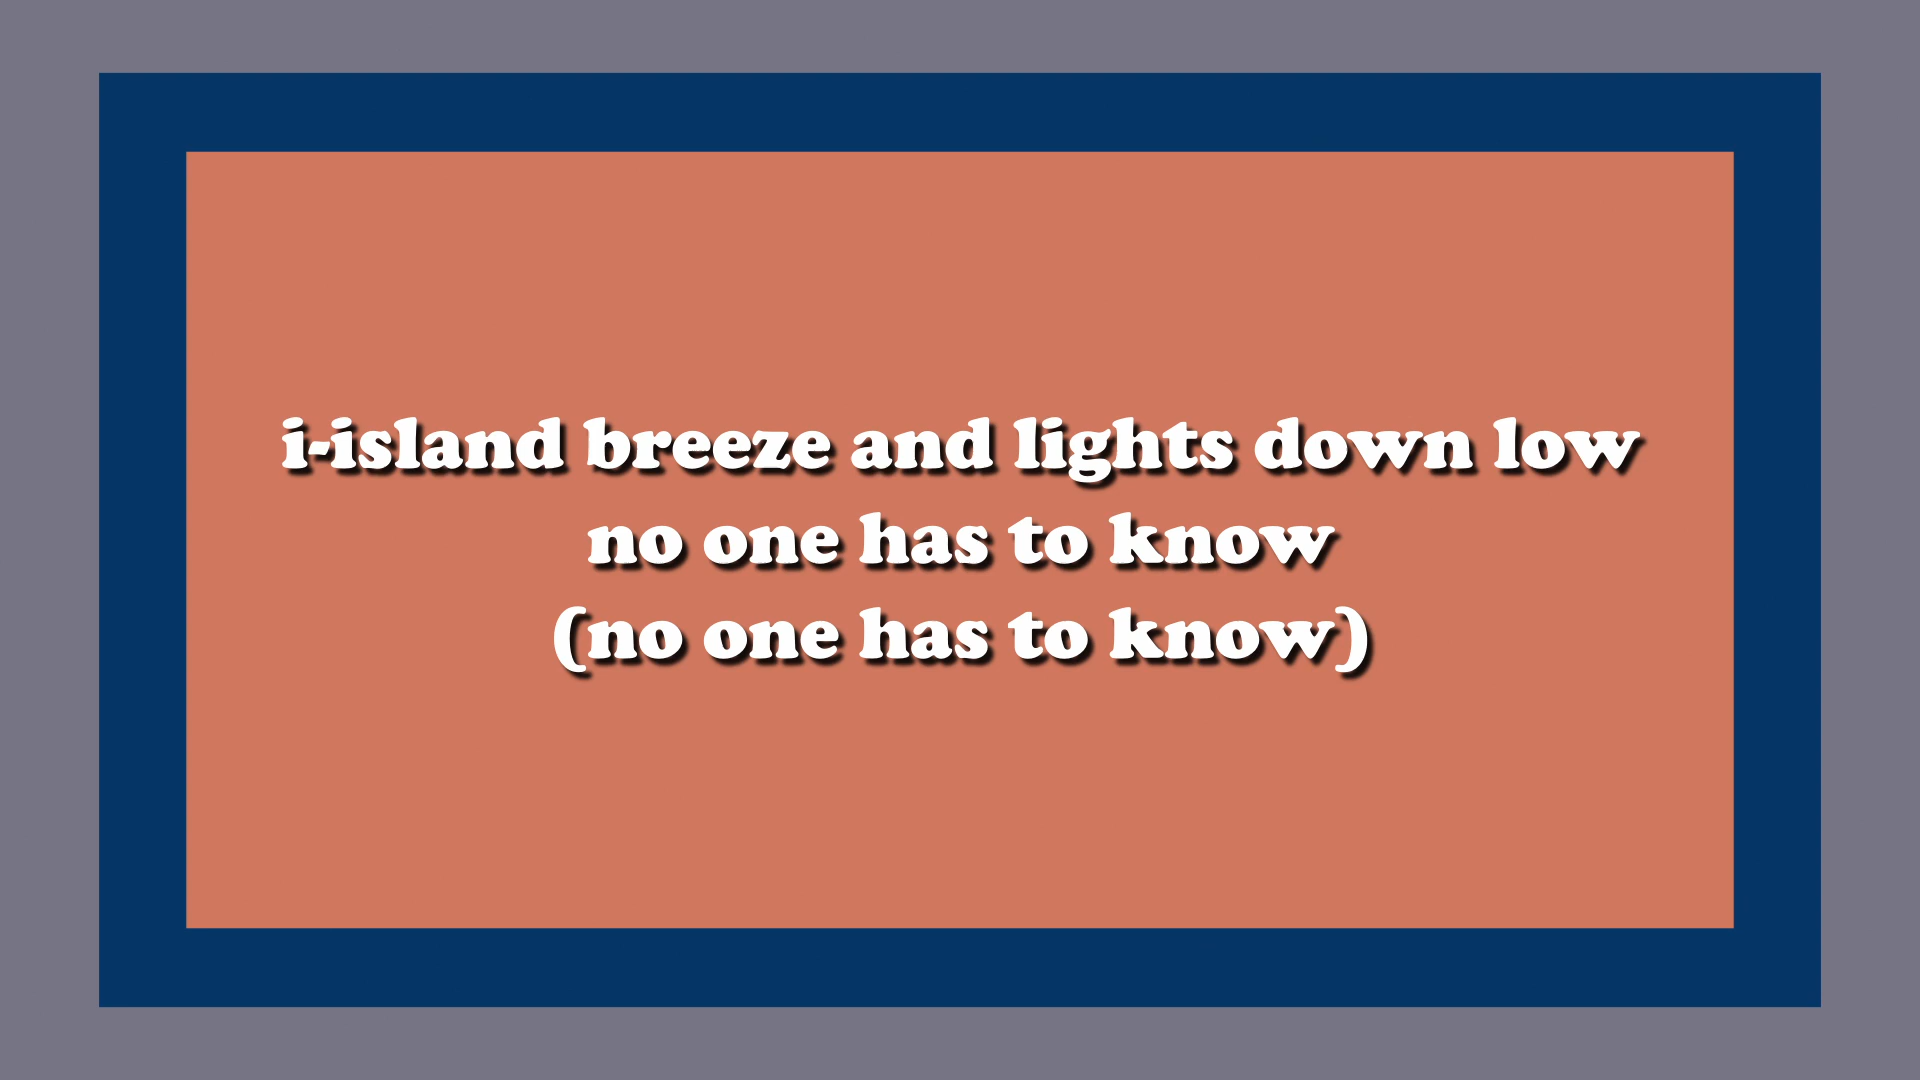 i-island breeze and lights down low
no one has to know
(no one has to know)